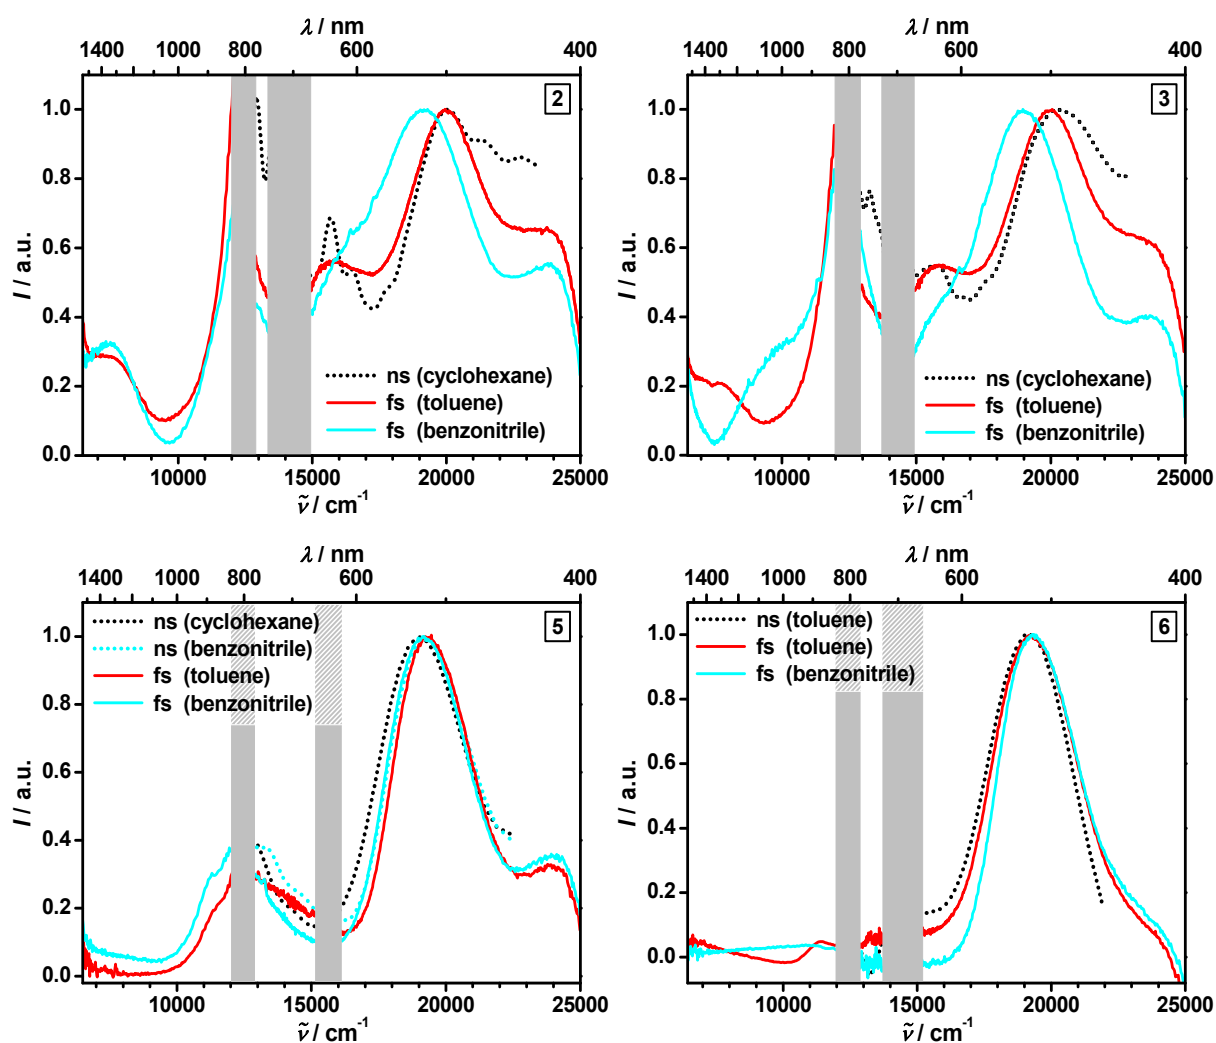 λ / nm
1400 1200 1000 800 600 400
2
1.0
0.8
0.6
0.4
0.2
0.0
I / a.u.
ns (cyclohexane)
fs (toluene)
fs (benzonitrile)
10000 15000 20000 25000
ṽ / cm⁻¹
λ / nm
1400 1200 1000 800 600 400
3
1.0
0.8
0.6
0.4
0.2
0.0
I / a.u.
ns (cyclohexane)
fs (toluene)
fs (benzonitrile)
10000 15000 20000 25000
ṽ / cm⁻¹
λ / nm
1400 1200 1000 800 600 400
5
ns (cyclohexane)
ns (benzonitrile)
fs (toluene)
fs (benzonitrile)
1.0
0.8
0.6
0.4
0.2
0.0
I / a.u.
10000 15000 20000 25000
ṽ / cm⁻¹
λ / nm
1400 1200 1000 800 600 400
6
ns (toluene)
fs (toluene)
fs (benzonitrile)
1.0
0.8
0.6
0.4
0.2
0.0
I / a.u.
10000 15000 20000 25000
ṽ / cm⁻¹